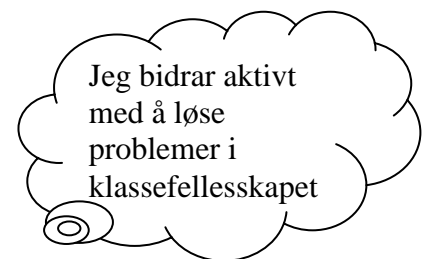 Jeg bidrar aktivt
med å løse
problemer i
klassefellesskapet